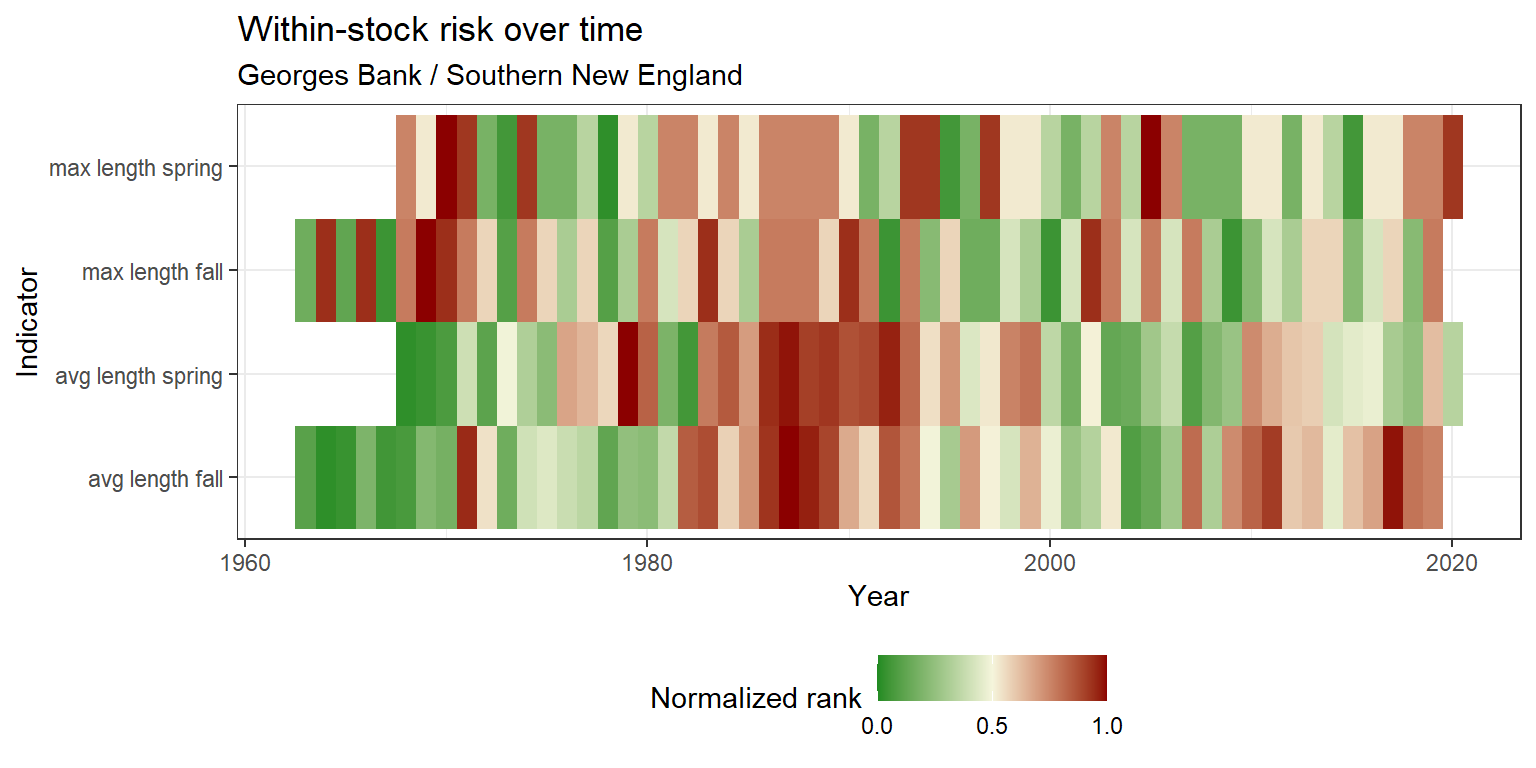 Within-stock risk over time
Georges Bank / Southern New England
Indicator
max length spring
max length fall
avg length spring
avg length fall
1960 1980 2000 2020
Year
Normalized rank
0.0 0.5 1.0